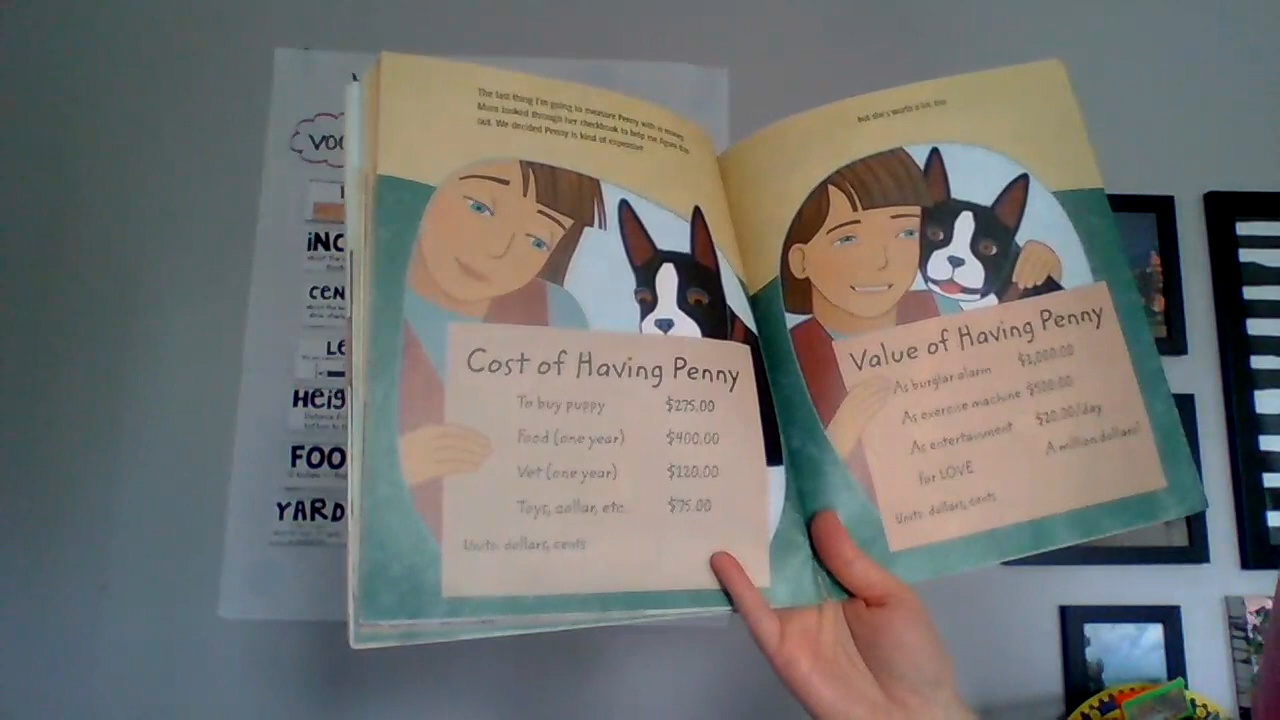 VOC
INC
CEN
LE
HEIG
FOO
YARD
The last thing I'm going to measure Penny with is money.
Mom looked through her checkbook to help me figure this
out. We decided Penny is kind of expensive
Cost of Having Penny
To buy puppy $275.00
Food (one year) $400.00
Vet (one year) $120.00
Toys, collar, etc. $75.00
Units: dollars, cents
but she's worth a lot, too.
Value of Having Penny
As burglar alarm $1,000.00
As exercise machine $500.00
As entertainment $20.00/day
For LOVE A million dollars!
Units: dollars, cents